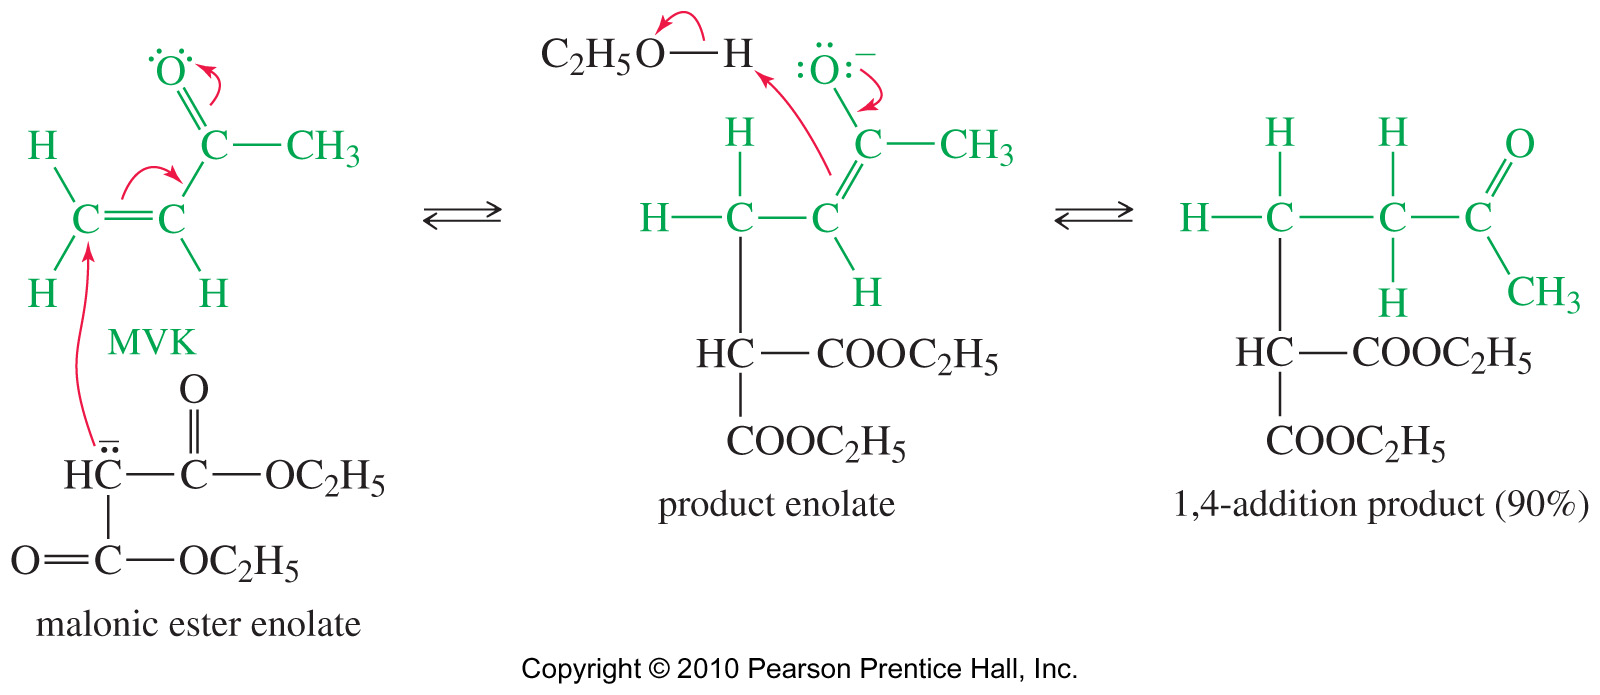 O
H C CH₃
C C
H H
MVK
O
HC C OC₂H₅
O C OC₂H₅
malonic ester enolate
C₂H₅O H O −
H C CH₃
H C C
H
HC COOC₂H₅
COOC₂H₅
product enolate
H H O
H C C C
H CH₃
HC COOC₂H₅
COOC₂H₅
1,4-addition product (90%)
Copyright © 2010 Pearson Prentice Hall, Inc.